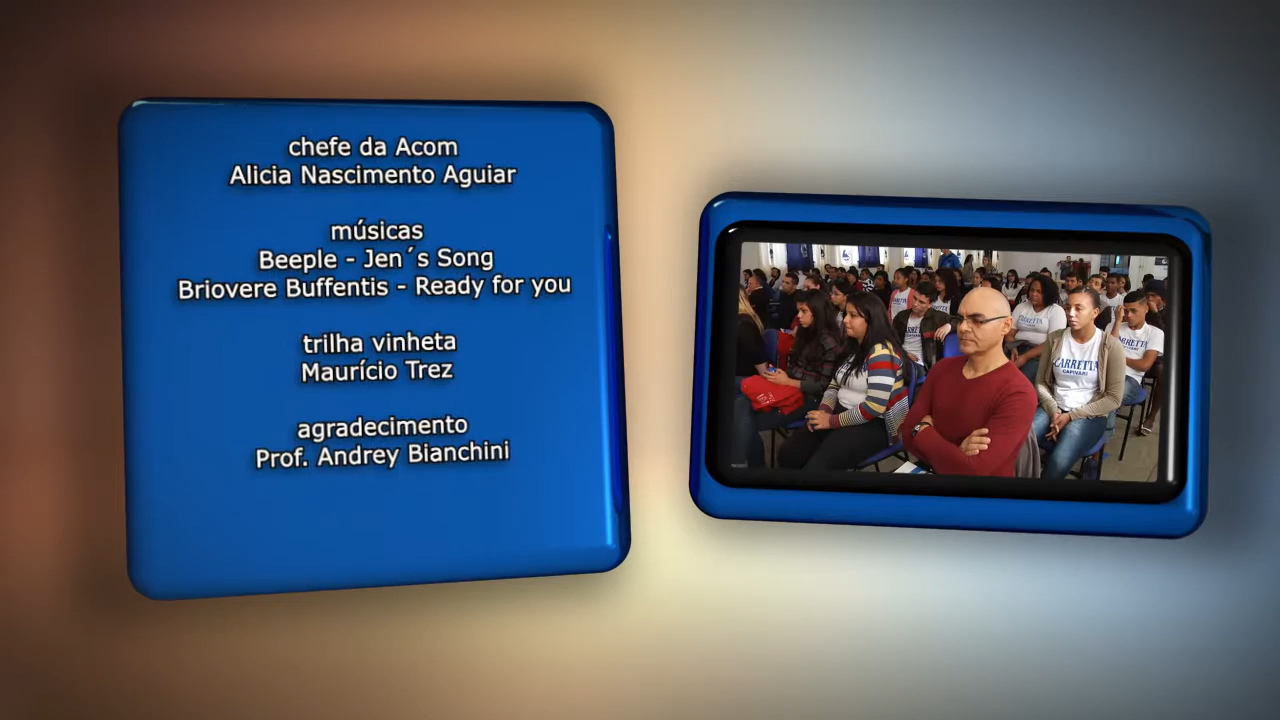 chefe da Acom
Alicia Nascimento Aguiar
músicas
Beeple - Jen´s Song
Briovere Buffentis - Ready for you
trilha vinheta
Maurício Trez
agradecimento
Prof. Andrey Bianchini
CARRETTA
CARRETTA
CAPIVARI